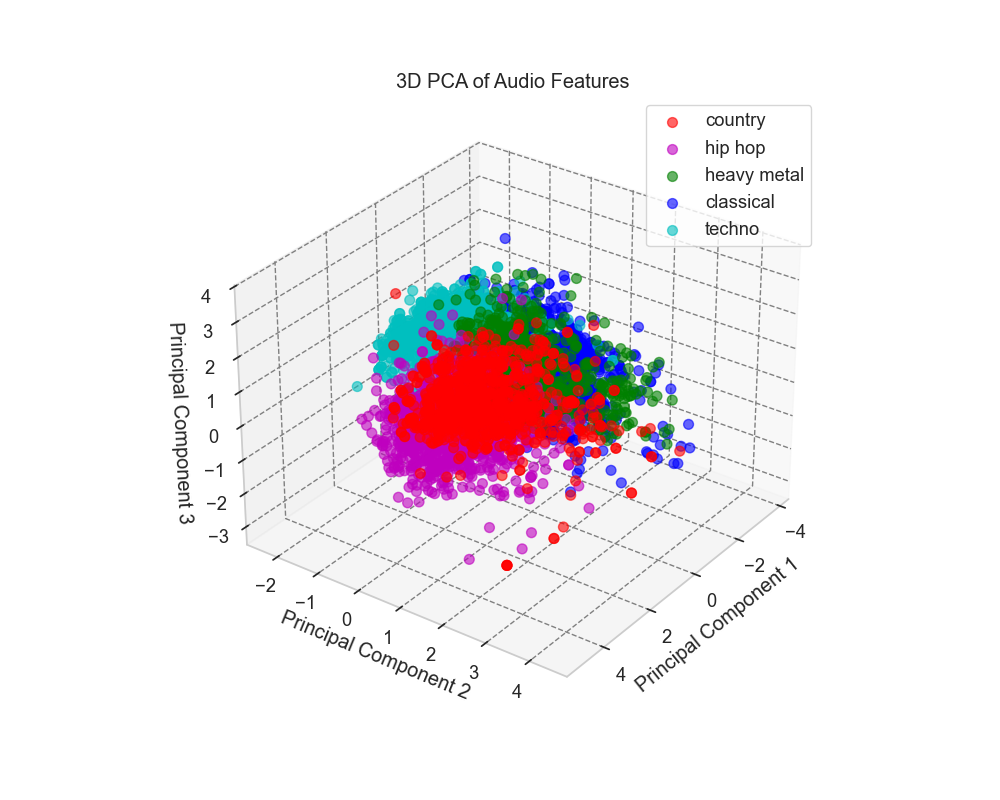 3D PCA of Audio Features
country
hip hop
heavy metal
classical
techno
4
3
2
1
0
−1
−2
−3
Principal Component 3
−2
−1
0
1
2
3
4
Principal Component 2
−4
−2
0
2
4
Principal Component 1